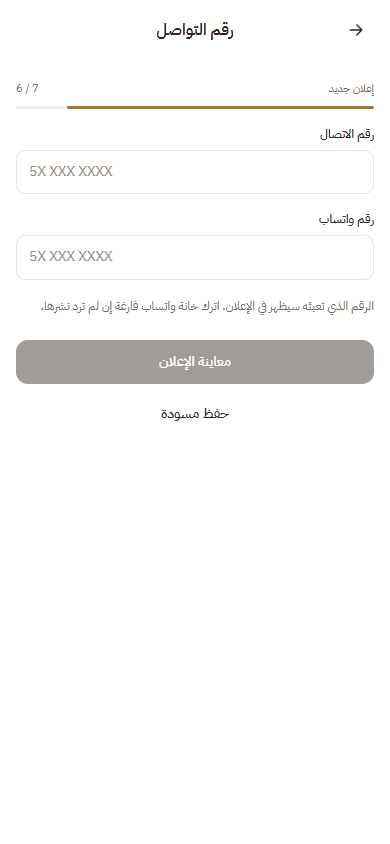 رقم التواصل
إعلان جديد
6 / 7
رقم الاتصال
5X XXX XXXX
رقم واتساب
5X XXX XXXX
الرقم الذي تعبئه سيظهر في الإعلان. اترك خانة واتساب فارغة إن لم ترد نشرها.
معاينة الإعلان
حفظ مسودة